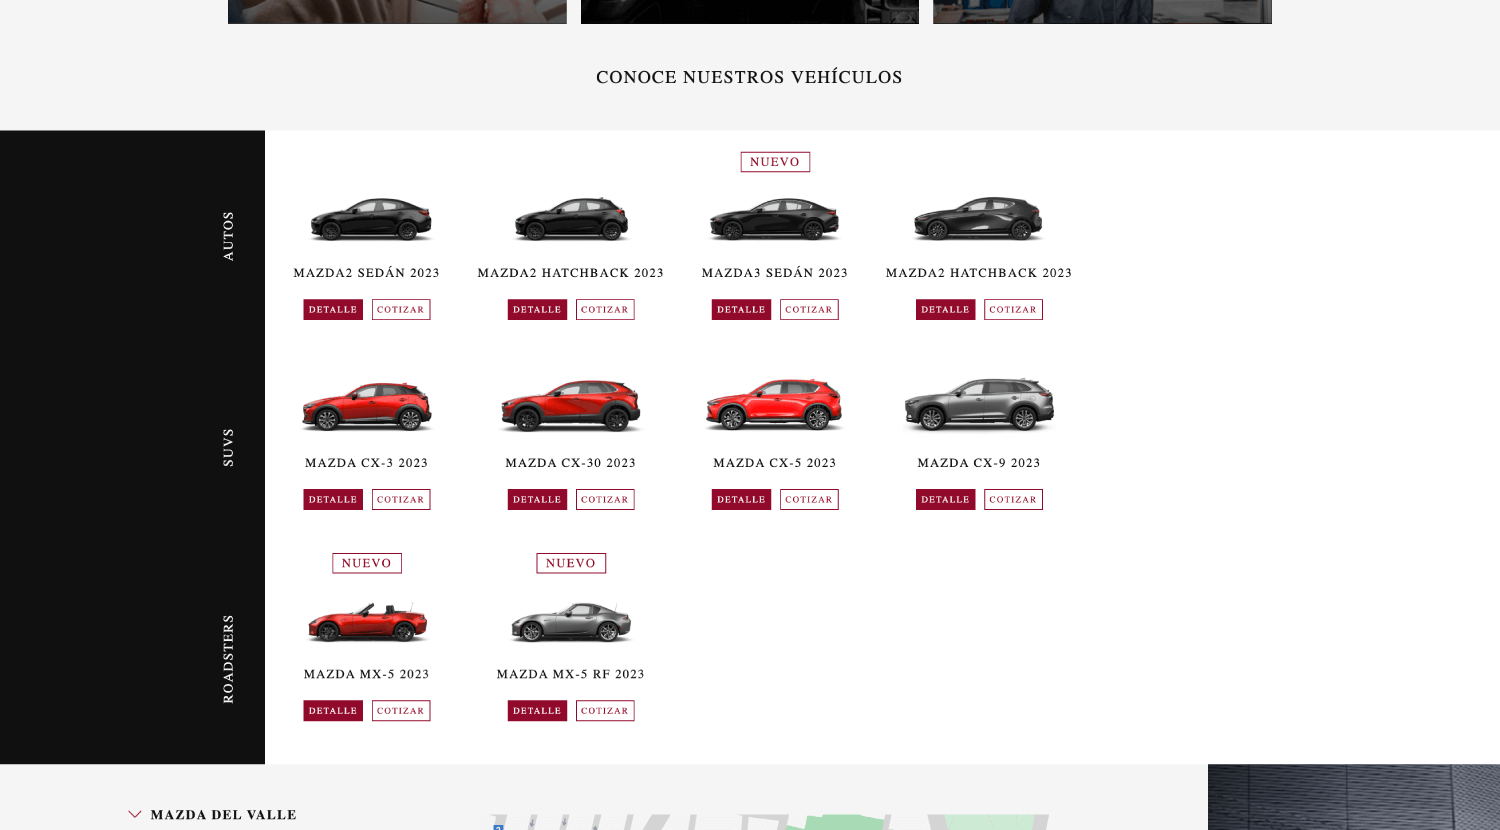 CONOCE NUESTROS VEHÍCULOS
AUTOS
NUEVO
MAZDA2 SEDÁN 2023
MAZDA2 HATCHBACK 2023
MAZDA3 SEDÁN 2023
MAZDA2 HATCHBACK 2023
DETALLE COTIZAR
DETALLE COTIZAR
DETALLE COTIZAR
DETALLE COTIZAR
SUVS
MAZDA CX-3 2023
MAZDA CX-30 2023
MAZDA CX-5 2023
MAZDA CX-9 2023
DETALLE COTIZAR
DETALLE COTIZAR
DETALLE COTIZAR
DETALLE COTIZAR
ROADSTERS
NUEVO
NUEVO
MAZDA MX-5 2023
MAZDA MX-5 RF 2023
DETALLE COTIZAR
DETALLE COTIZAR
MAZDA DEL VALLE